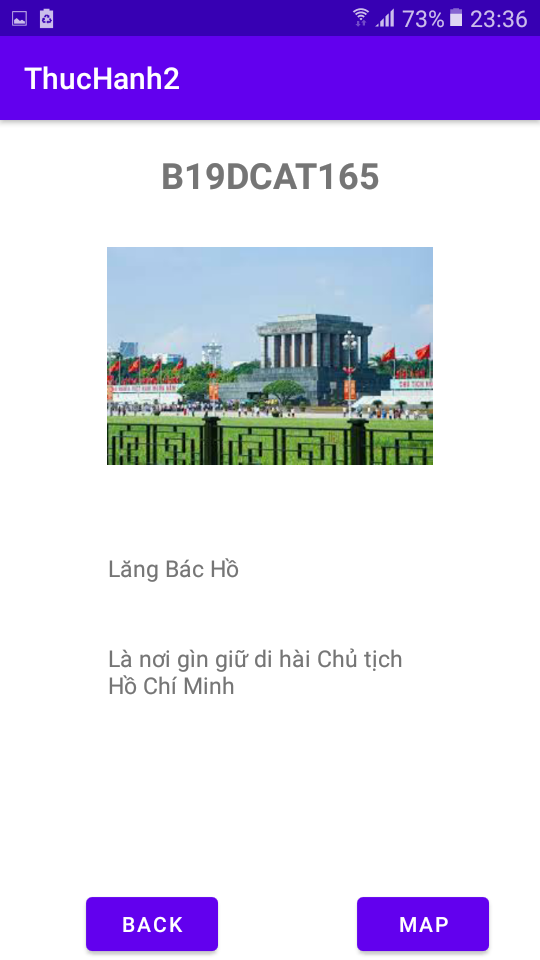 73% 23:36
ThucHanh2
B19DCAT165
Lăng Bác Hồ
Là nơi gìn giữ di hài Chủ tịch
Hồ Chí Minh
BACK MAP